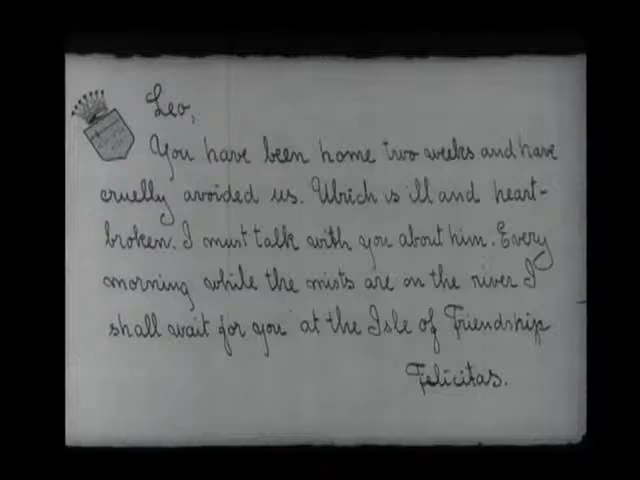 Leo,
You have been home two weeks and have
cruelly avoided us. Ulrich is ill and heart-
broken. I must talk with you about him. Every
morning while the mists are on the river I
shall wait for you at the Isle of Friendship.
Felicitas.